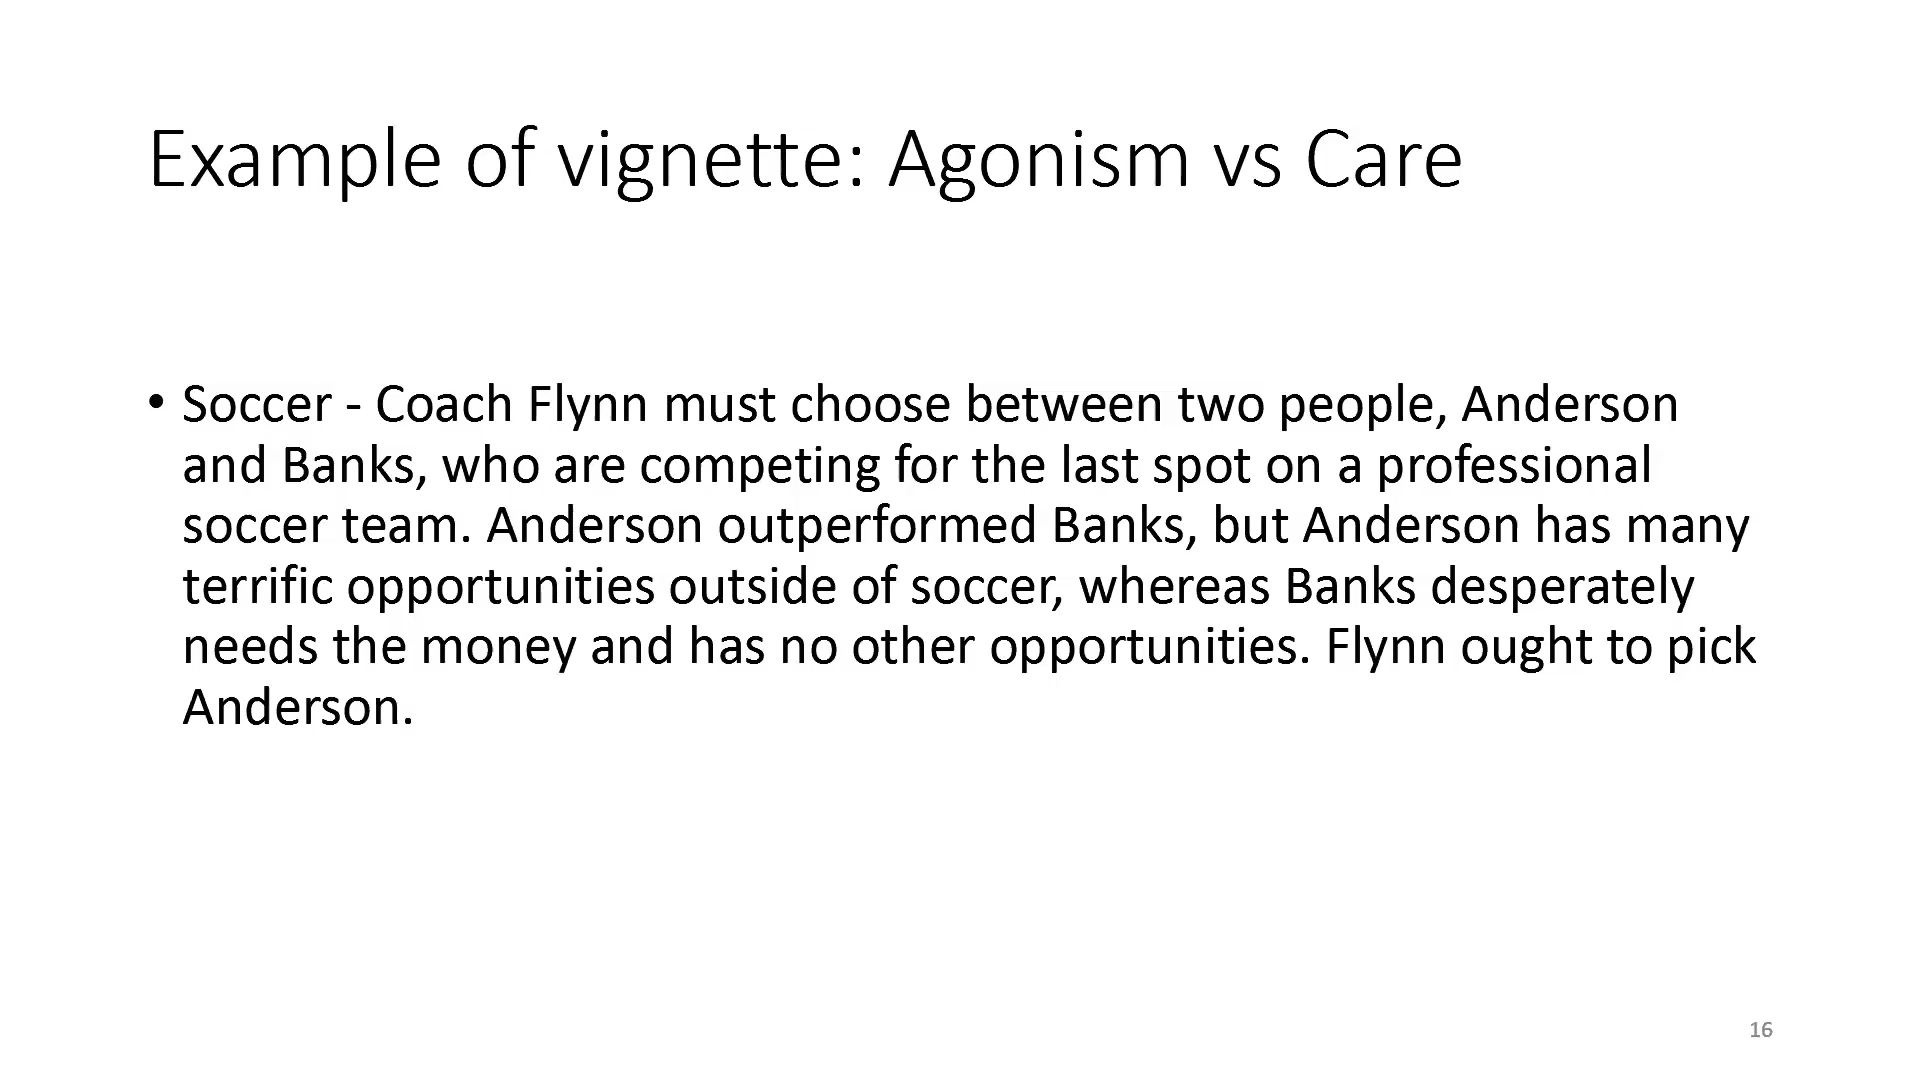 Example of vignette: Agonism vs Care
• Soccer - Coach Flynn must choose between two people, Anderson
and Banks, who are competing for the last spot on a professional
soccer team. Anderson outperformed Banks, but Anderson has many
terrific opportunities outside of soccer, whereas Banks desperately
needs the money and has no other opportunities. Flynn ought to pick
Anderson.
16